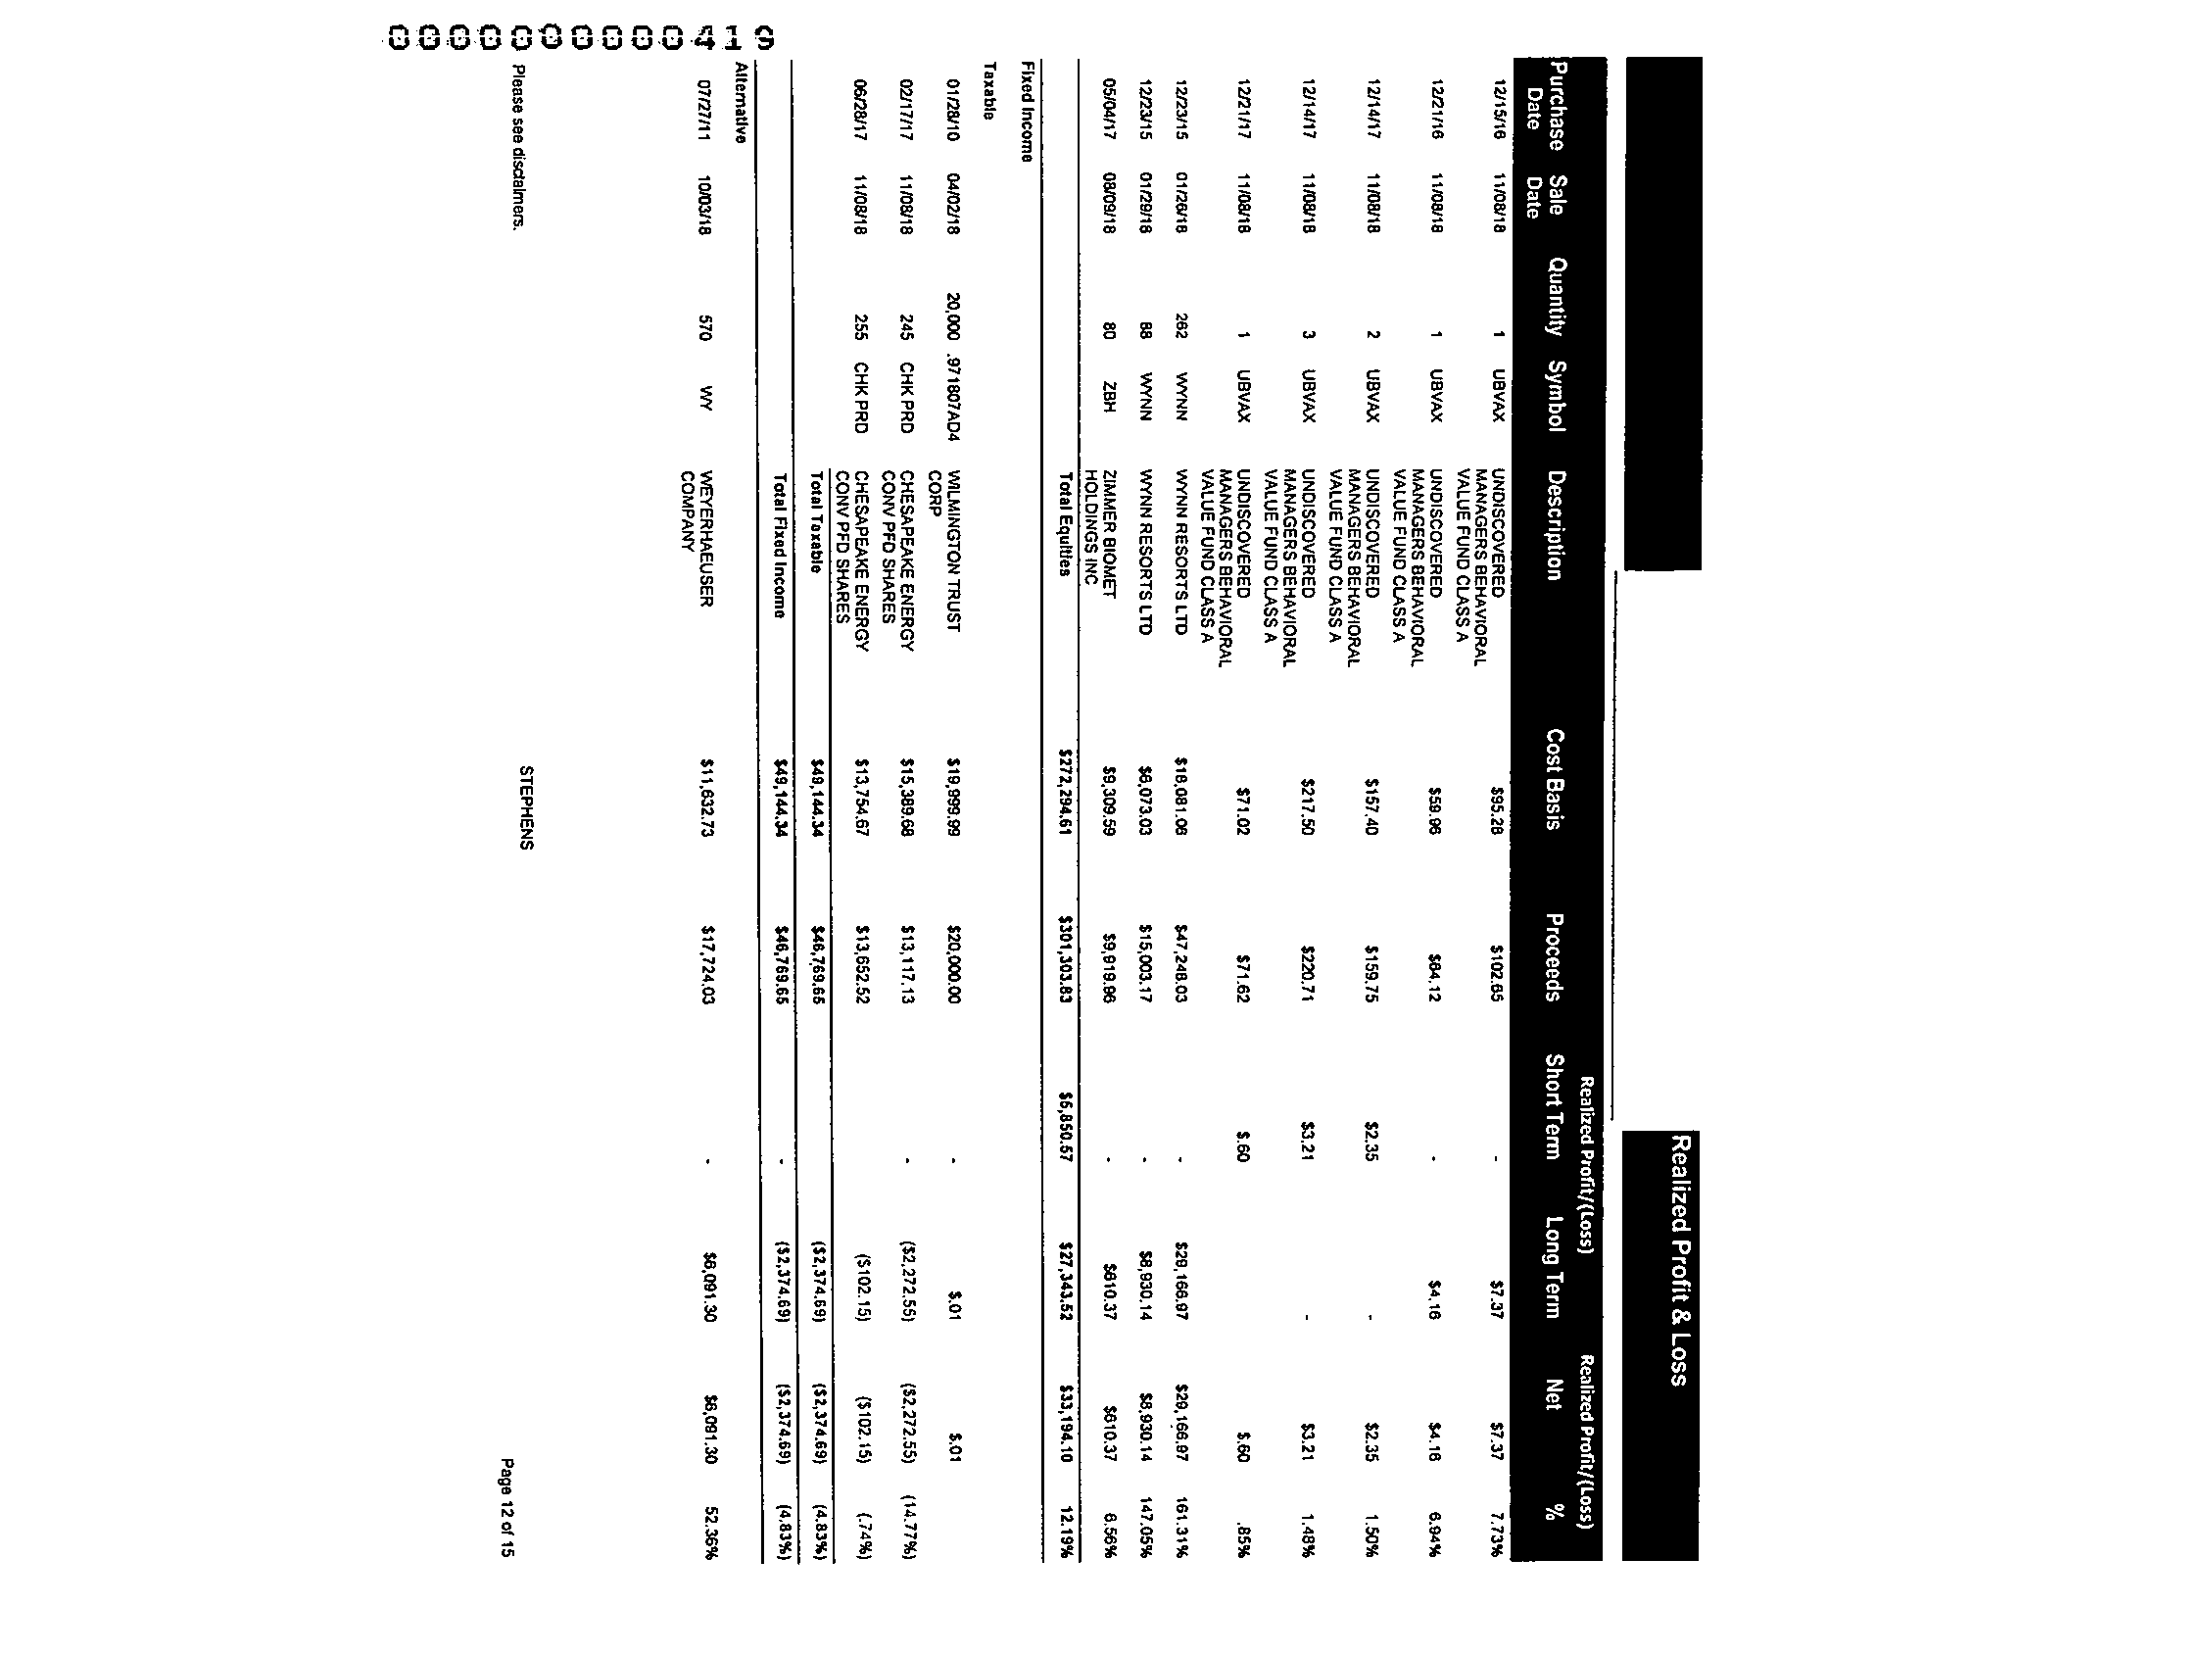 Realized Profit & Loss
Realized Profit/(Loss) Realized Profit/(Loss)
Purchase Date Sale Date Quantity Symbol Description Cost Basis Proceeds Short Term Long Term Net %
12/15/16 11/08/18 1 UBVAX UNDISCOVERED $95.28 $102.65 - $7.37 $7.37 7.73%
MANAGERS BEHAVIORAL
VALUE FUND CLASS A
12/21/16 11/08/18 1 UBVAX UNDISCOVERED $59.96 $64.12 - $4.16 $4.16 6.94%
MANAGERS BEHAVIORAL
VALUE FUND CLASS A
12/14/17 11/08/18 2 UBVAX UNDISCOVERED $157.40 $159.75 $2.35 - $2.35 1.50%
MANAGERS BEHAVIORAL
VALUE FUND CLASS A
12/14/17 11/08/18 3 UBVAX UNDISCOVERED $217.50 $220.71 $3.21 - $3.21 1.48%
MANAGERS BEHAVIORAL
VALUE FUND CLASS A
12/21/17 11/08/18 1 UBVAX UNDISCOVERED $71.02 $71.62 $.60 $.60 .85%
MANAGERS BEHAVIORAL
VALUE FUND CLASS A
12/23/15 01/26/18 262 WYNN WYNN RESORTS LTD $18,081.06 $47,248.03 - $29,166.97 $29,166.97 161.31%
12/23/15 01/29/18 88 WYNN WYNN RESORTS LTD $6,073.03 $15,003.17 - $8,930.14 $8,930.14 147.05%
05/04/17 08/09/18 80 ZBH ZIMMER BIOMET $9,309.59 $9,919.96 - $610.37 $610.37 6.56%
HOLDINGS INC
Total Equities $272,294.61 $301,303.83 $5,850.57 $27,343.52 $33,194.10 12.19%
Fixed Income
Taxable
01/28/10 04/02/18 20,000 .971807AD4 WILMINGTON TRUST $19,999.99 $20,000.00 - $.01 $.01
CORP
02/17/17 11/08/18 245 CHK PRD CHESAPEAKE ENERGY $15,389.68 $13,117.13 - ($2,272.55) ($2,272.55) (14.77%)
CONV PFD SHARES
06/28/17 11/08/18 255 CHK PRD CHESAPEAKE ENERGY $13,754.67 $13,652.52 ($102.15) ($102.15) (.74%)
CONV PFD SHARES
Total Taxable $49,144.34 $46,769.65 ($2,374.69) ($2,374.69) (4.83%)
Total Fixed Income $49,144.34 $46,769.65 - ($2,374.69) ($2,374.69) (4.83%)
Alternative
07/27/11 10/03/18 570 WY WEYERHAEUSER $11,632.73 $17,724.03 - $6,091.30 $6,091.30 52.36%
COMPANY
Please see disclaimers. STEPHENS Page 12 of 15
0000000000419